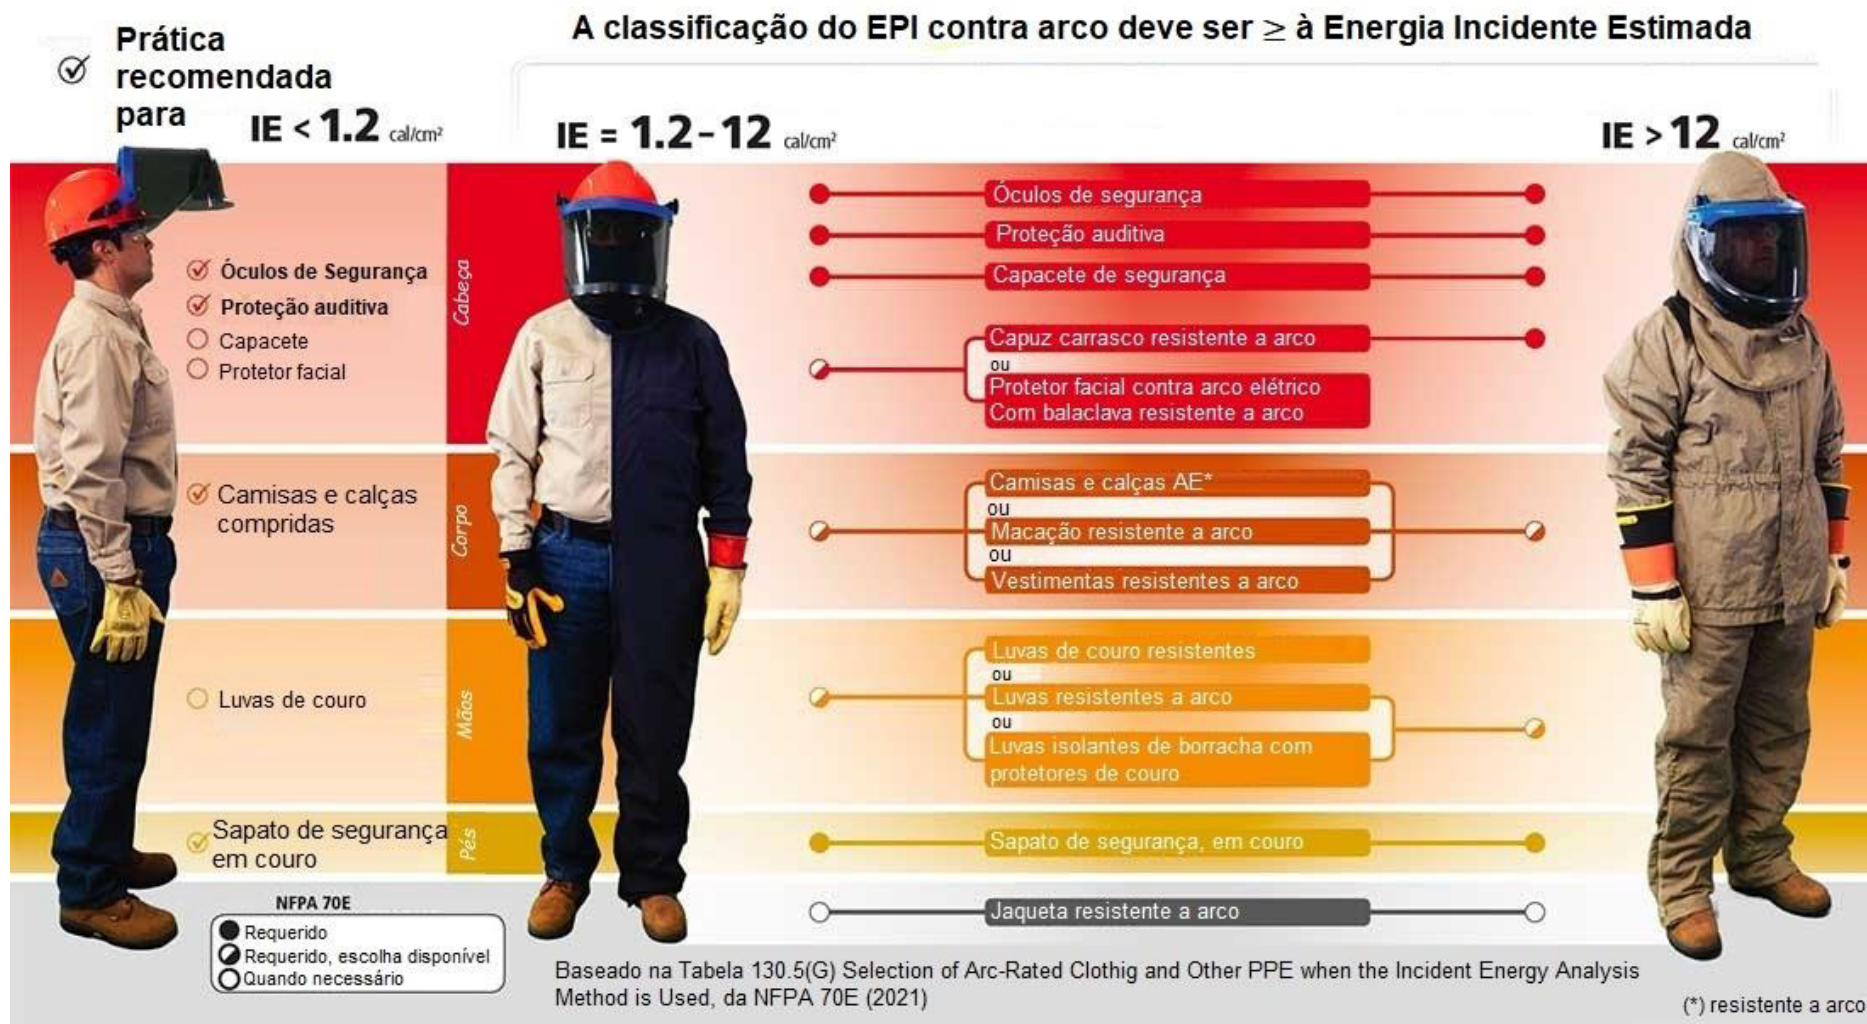 Prática
recomendada
para
A classificação do EPI contra arco deve ser ≥ à Energia Incidente Estimada
IE < 1.2 cal/cm²
IE = 1.2-12 cal/cm²
IE > 12 cal/cm²
Cabeça
Óculos de Segurança
Proteção auditiva
Capacete
Protetor facial
Óculos de segurança
Proteção auditiva
Capacete de segurança
Capuz carrasco resistente a arco
ou
Protetor facial contra arco elétrico
Com balaclava resistente a arco
Corpo
Camisas e calças
compridas
Camisas e calças AE*
ou
Macação resistente a arco
ou
Vestimentas resistentes a arco
Mãos
Luvas de couro
Luvas de couro resistentes
ou
Luvas resistentes a arco
ou
Luvas isolantes de borracha com
protetores de couro
Pés
Sapato de segurança
em couro
Sapato de segurança, em couro
Jaqueta resistente a arco
NFPA 70E
Requerido
Requerido, escolha disponível
Quando necessário
Baseado na Tabela 130.5(G) Selection of Arc-Rated Clothig and Other PPE when the Incident Energy Analysis
Method is Used, da NFPA 70E (2021)
(*) resistente a arco